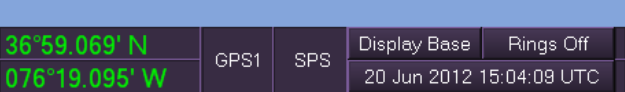 36°59.069' N
076°19.095' W
GPS1
SPS
Display Base
Rings Off
20 Jun 2012 15:04:09 UTC